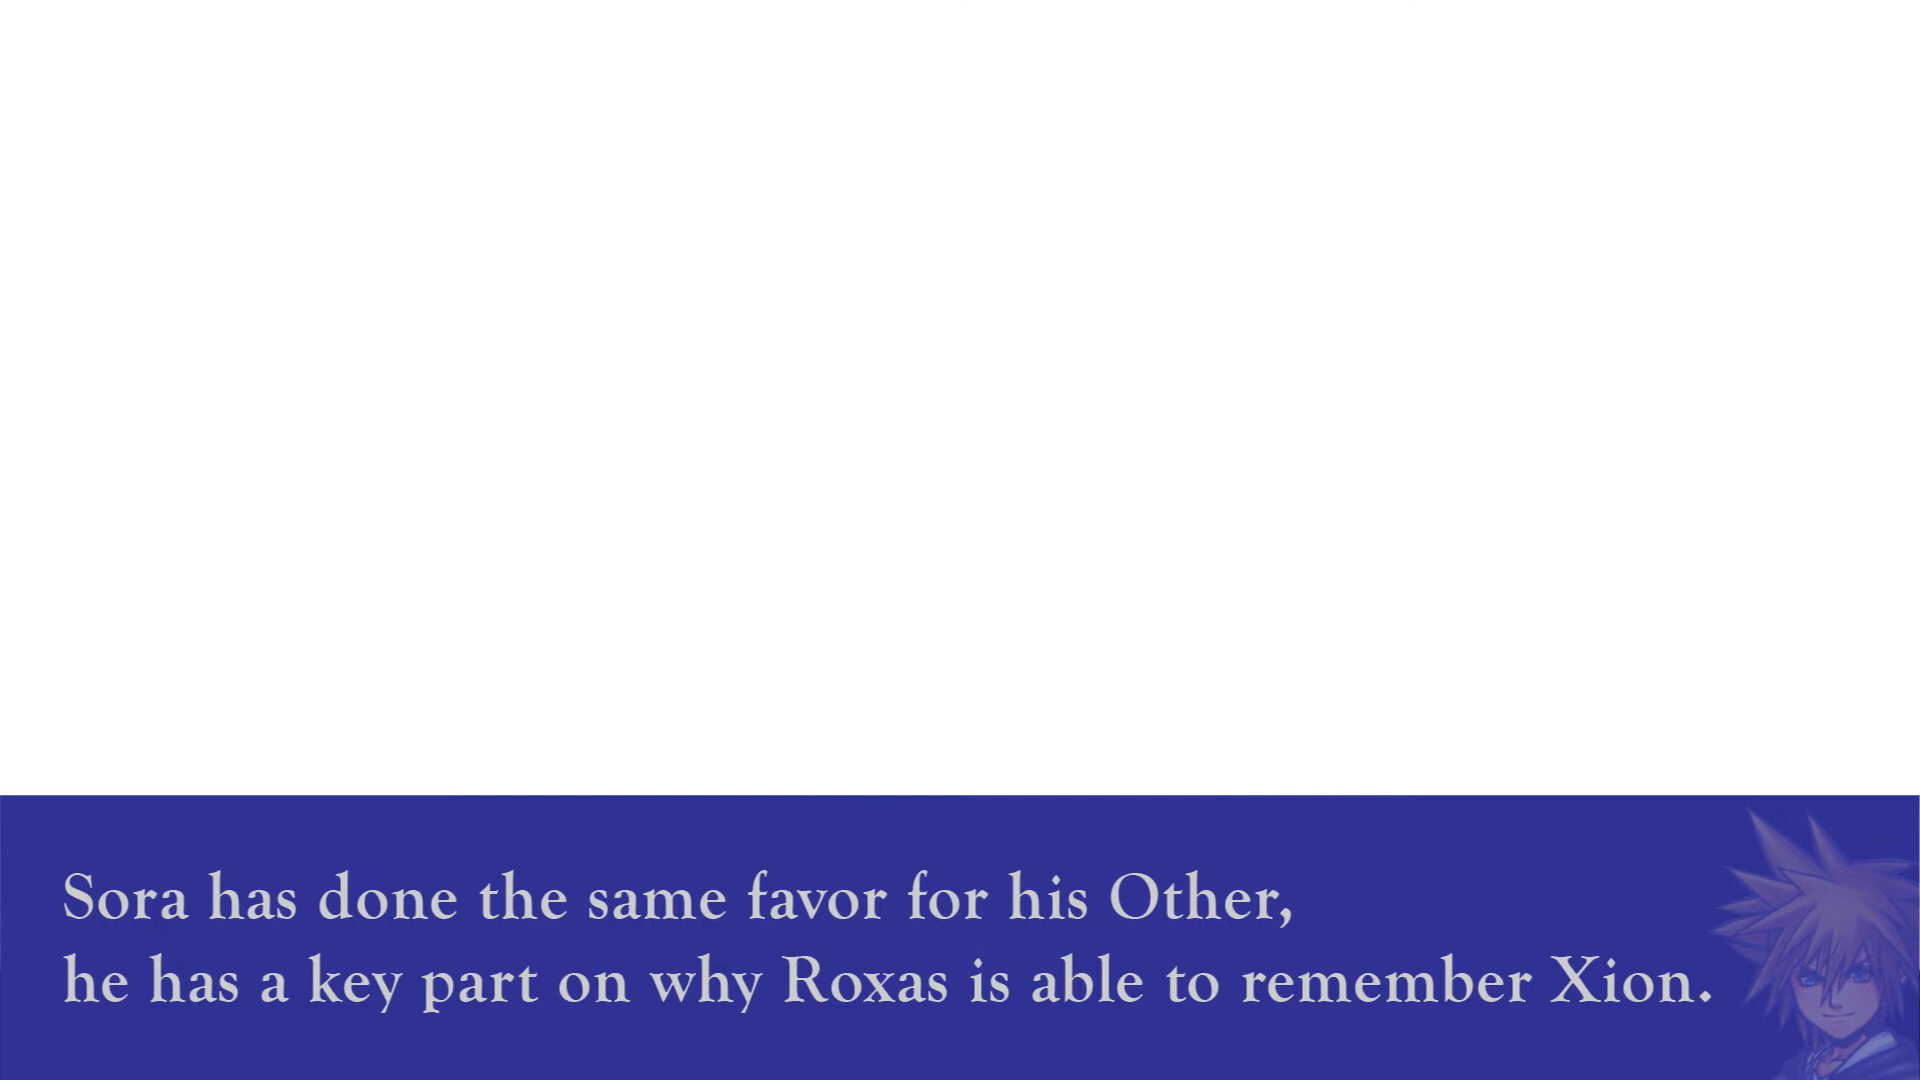 Sora has done the same favor for his Other,
he has a key part on why Roxas is able to remember Xion.